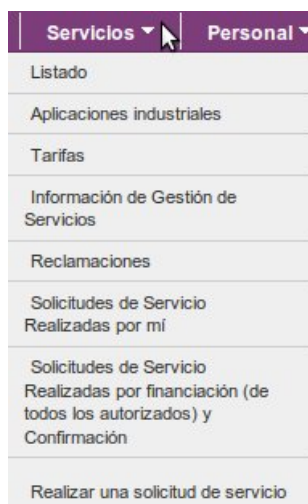 Servicios Personal
Listado
Aplicaciones industriales
Tarifas
Información de Gestión de
Servicios
Reclamaciones
Solicitudes de Servicio
Realizadas por mí
Solicitudes de Servicio
Realizadas por financiación (de
todos los autorizados) y
Confirmación
Realizar una solicitud de servicio